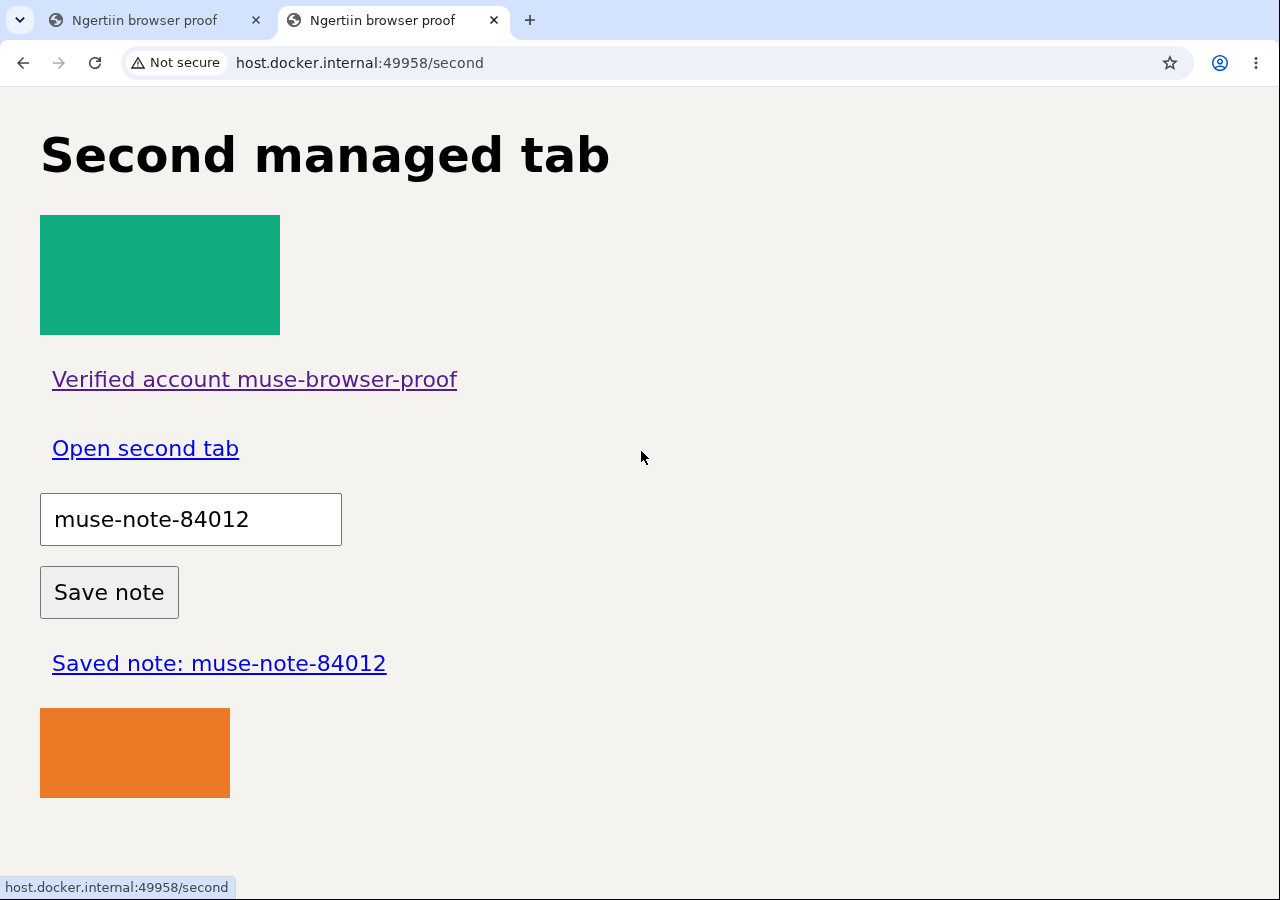 Ngertiin browser proof
Ngertiin browser proof
Not secure
host.docker.internal:49958/second
Second managed tab
Verified account muse-browser-proof
Open second tab
muse-note-84012
Save note
Saved note: muse-note-84012
host.docker.internal:49958/second